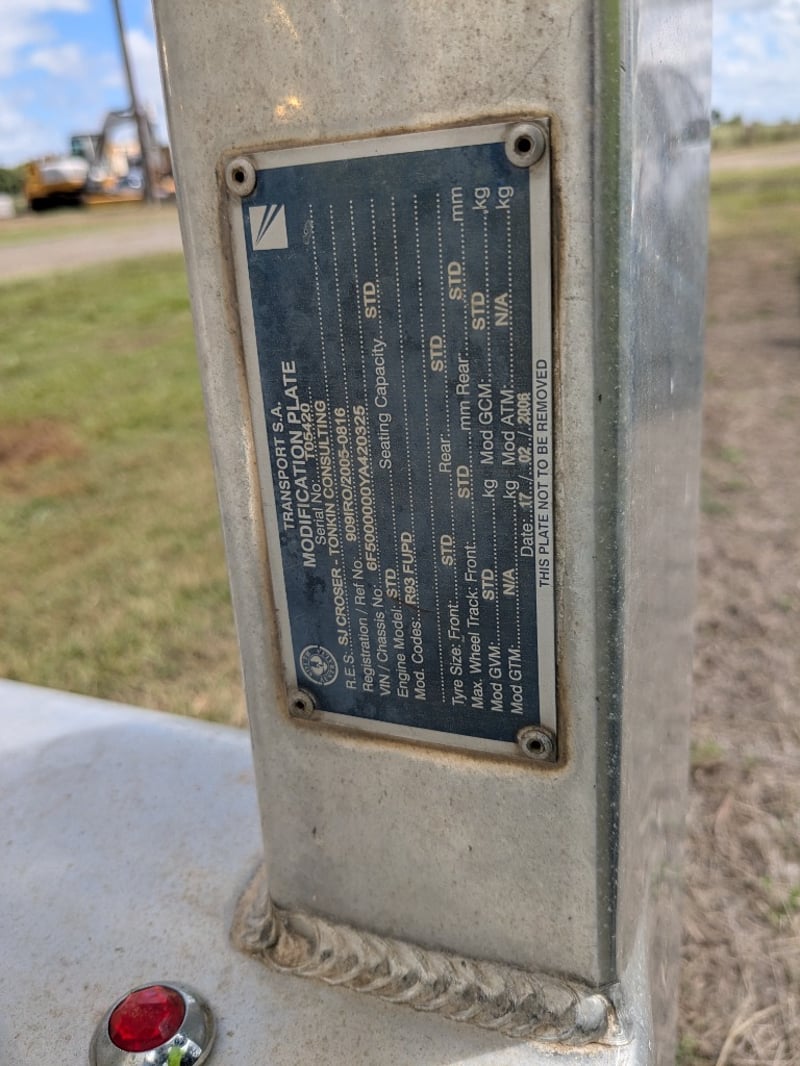 TRANSPORT S.A.
MODIFICATION PLATE
Serial No: T05420
R.E.S: SJ CROSER - TONKIN CONSULTING
Registration / Ref No. 909IRO/2005-0816
VIN / Chassis No: 6F5000000YA420325
Engine Model: STD Seating Capacity. STD
Mod. Codes: R93 FUPD
Tyre Size: Front: STD Rear: STD
Max. Wheel Track: Front: STD mm Rear: STD mm
Mod GVM: STD kg Mod GCM: STD kg
Mod GTM: N/A kg Mod ATM: N/A kg
Date: 17 / 02 / 2006
THIS PLATE NOT TO BE REMOVED